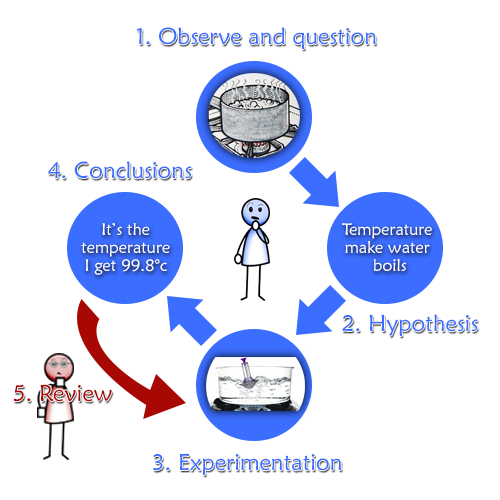 1. Observe and question
4. Conclusions
It's the
temperature
I get 99.8°c
Temperature
make water
boils
2. Hypothesis
5. Review
3. Experimentation